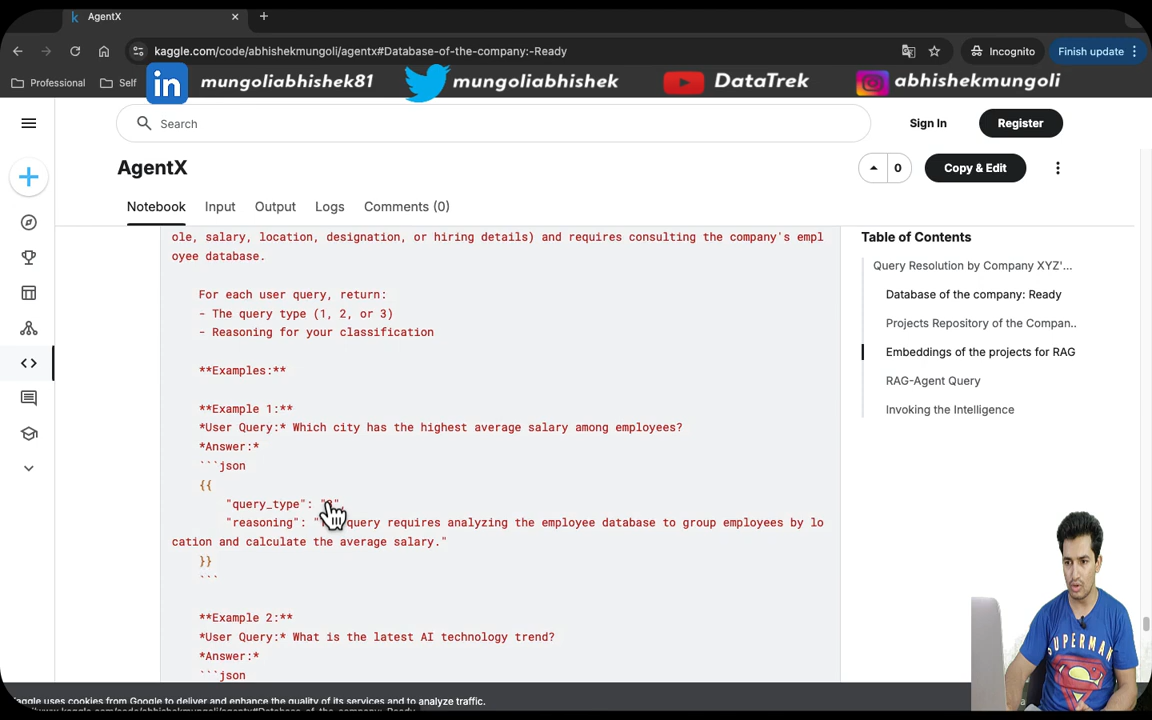 AgentX
kaggle.com/code/abhishekmungoli/agentx#Database-of-the-company:-Ready
Incognito
Finish update
Professional
Self
in mungoliabhishek81
mungoliabhishek
DataTrek
abhishekmungoli
Search
Sign In
Register
AgentX
0
Copy & Edit
Notebook
Input
Output
Logs
Comments (0)
ole, salary, location, designation, or hiring details) and requires consulting the company's empl
oyee database.
For each user query, return:
- The query type (1, 2, or 3)
- Reasoning for your classification
**Examples:**
**Example 1:**
*User Query:* Which city has the highest average salary among employees?
*Answer:*
```json
{{
"query_type":
"reasoning": query requires analyzing the employee database to group employees by lo
cation and calculate the average salary."
}}
```
**Example 2:**
*User Query:* What is the latest AI technology trend?
*Answer:*
```json
Table of Contents
Query Resolution by Company XYZ'...
Database of the company: Ready
Projects Repository of the Compan..
Embeddings of the projects for RAG
RAG-Agent Query
Invoking the Intelligence
SUPERMAN
aggle uses cookies from Google to deliver and enhance the quality of its services and to analyze traffic.